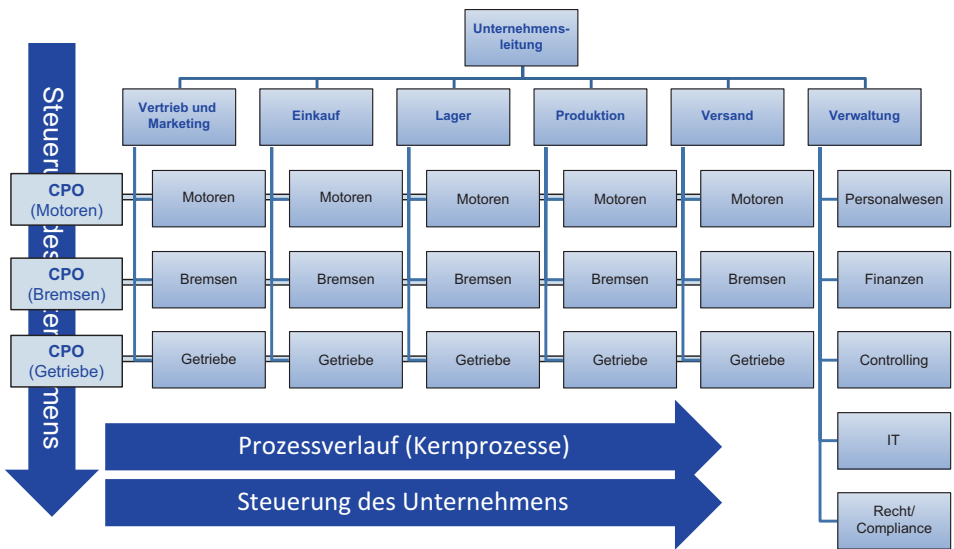 Unternehmens-
leitung
Vertrieb und
Marketing
Einkauf
Lager
Produktion
Versand
Verwaltung
CPO
(Motoren)
Motoren
Motoren
Motoren
Motoren
Motoren
Personalwesen
CPO
(Bremsen)
Bremsen
Bremsen
Bremsen
Bremsen
Bremsen
Finanzen
CPO
(Getriebe)
Getriebe
Getriebe
Getriebe
Getriebe
Getriebe
Controlling
IT
Recht/
Compliance
Prozessverlauf (Kernprozesse)
Steuerung des Unternehmens